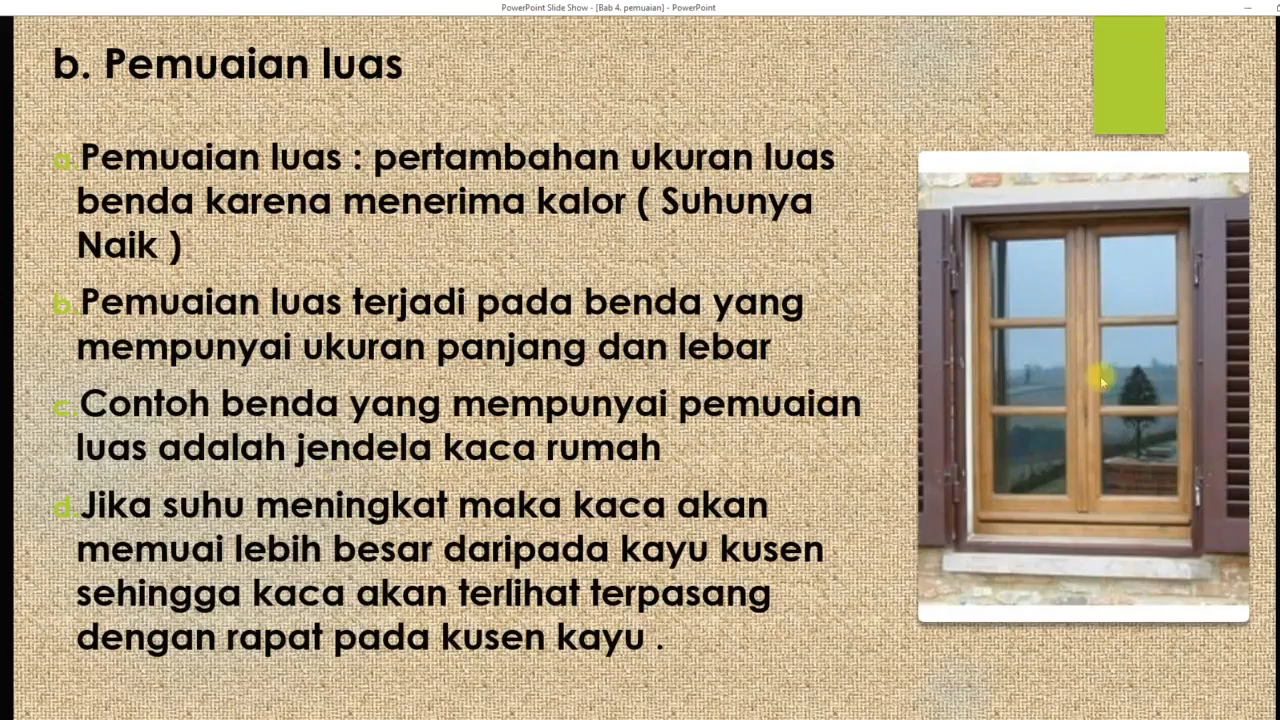 PowerPoint Slide Show - [Bab 4. pemuaian] - PowerPoint
b. Pemuaian luas
a.Pemuaian luas : pertambahan ukuran luas
benda karena menerima kalor ( Suhunya
Naik )
b.Pemuaian luas terjadi pada benda yang
mempunyai ukuran panjang dan lebar
c.Contoh benda yang mempunyai pemuaian
luas adalah jendela kaca rumah
d.Jika suhu meningkat maka kaca akan
memuai lebih besar daripada kayu kusen
sehingga kaca akan terlihat terpasang
dengan rapat pada kusen kayu .